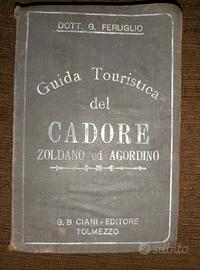 DOTT. G. FERUGLIO
Guida Touristica
del
CADORE
ZOLDANO ed AGORDINO
G. B. CIANI - EDITORE
TOLMEZZO
subito